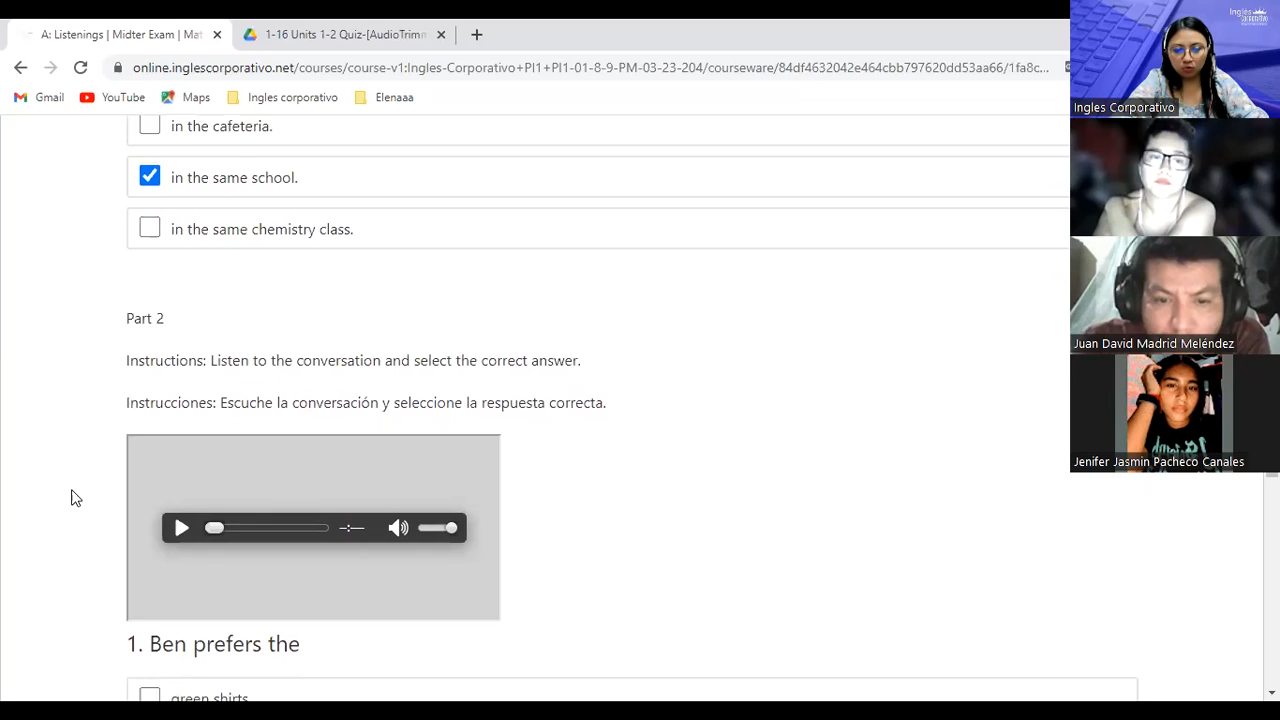 A: Listenings | Midter Exam | Mat
1-16 Units 1-2 Quiz-[AudioTrimm
online.inglescorporativo.net/courses/course-v1:Ingles-Corporativo+PI1+PI1-01-8-9-PM-03-23-204/courseware/84df4632042e464cbb797620dd53aa66/1fa8c...
Gmail
YouTube
Maps
Ingles corporativo
Elenaaa
in the cafeteria.
in the same school.
in the same chemistry class.
Part 2
Instructions: Listen to the conversation and select the correct answer.
Instrucciones: Escuche la conversación y seleccione la respuesta correcta.
-:--
1. Ben prefers the
green shirts
Ingles
Ingles Corporativo
Juan David Madrid Meléndez
Jenifer Jasmin Pacheco Canales